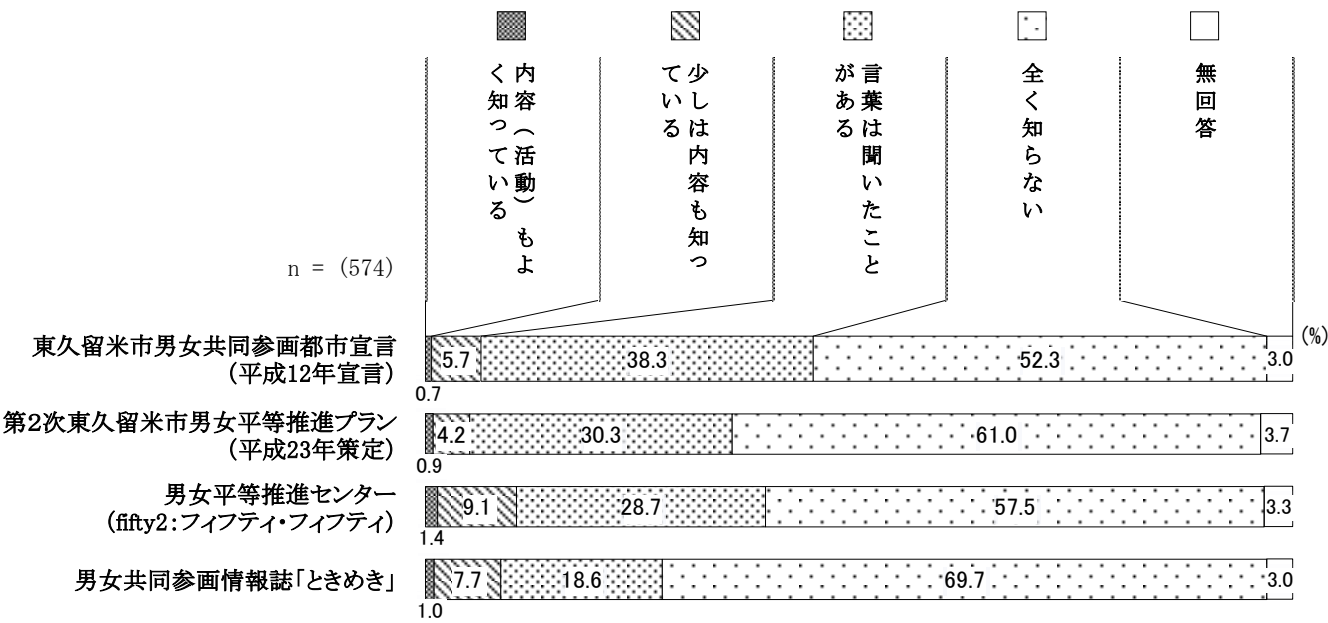 内容（活動）もよ
く知っている
少しは内容も知っ
ている
言葉は聞いたこと
がある
全く知らない
無回答
n = (574)
(%)
東久留米市男女共同参画都市宣言
(平成12年宣言)
0.7
5.7
38.3
52.3
3.0
第2次東久留米市男女平等推進プラン
(平成23年策定)
0.9
4.2
30.3
61.0
3.7
男女平等推進センター
(fifty2:フィフティ・フィフティ)
1.4
9.1
28.7
57.5
3.3
男女共同参画情報誌「ときめき」
1.0
7.7
18.6
69.7
3.0